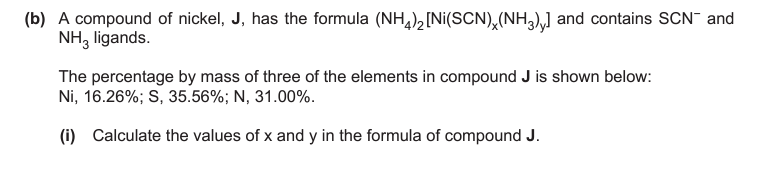 (b) A compound of nickel, J, has the formula (NH₄)₂[Ni(SCN)ₓ(NH₃)ᵧ] and contains SCN⁻ and
NH₃ ligands.
The percentage by mass of three of the elements in compound J is shown below:
Ni, 16.26%; S, 35.56%; N, 31.00%.
(i) Calculate the values of x and y in the formula of compound J.